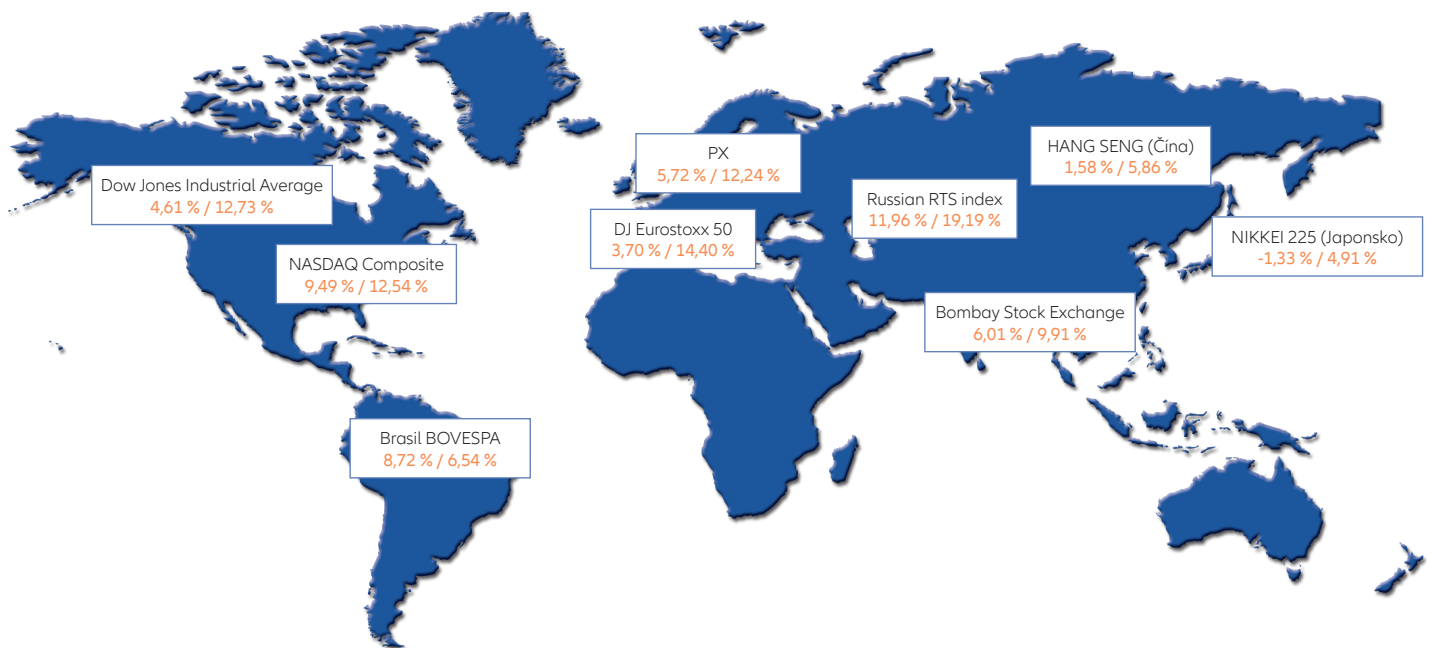 PX
5,72 % / 12,24 %
HANG SENG (Čína)
1,58 % / 5,86 %
Dow Jones Industrial Average
4,61 % / 12,73 %
Russian RTS index
11,96 % / 19,19 %
DJ Eurostoxx 50
3,70 % / 14,40 %
NIKKEI 225 (Japonsko)
-1,33 % / 4,91 %
NASDAQ Composite
9,49 % / 12,54 %
Bombay Stock Exchange
6,01 % / 9,91 %
Brasil BOVESPA
8,72 % / 6,54 %